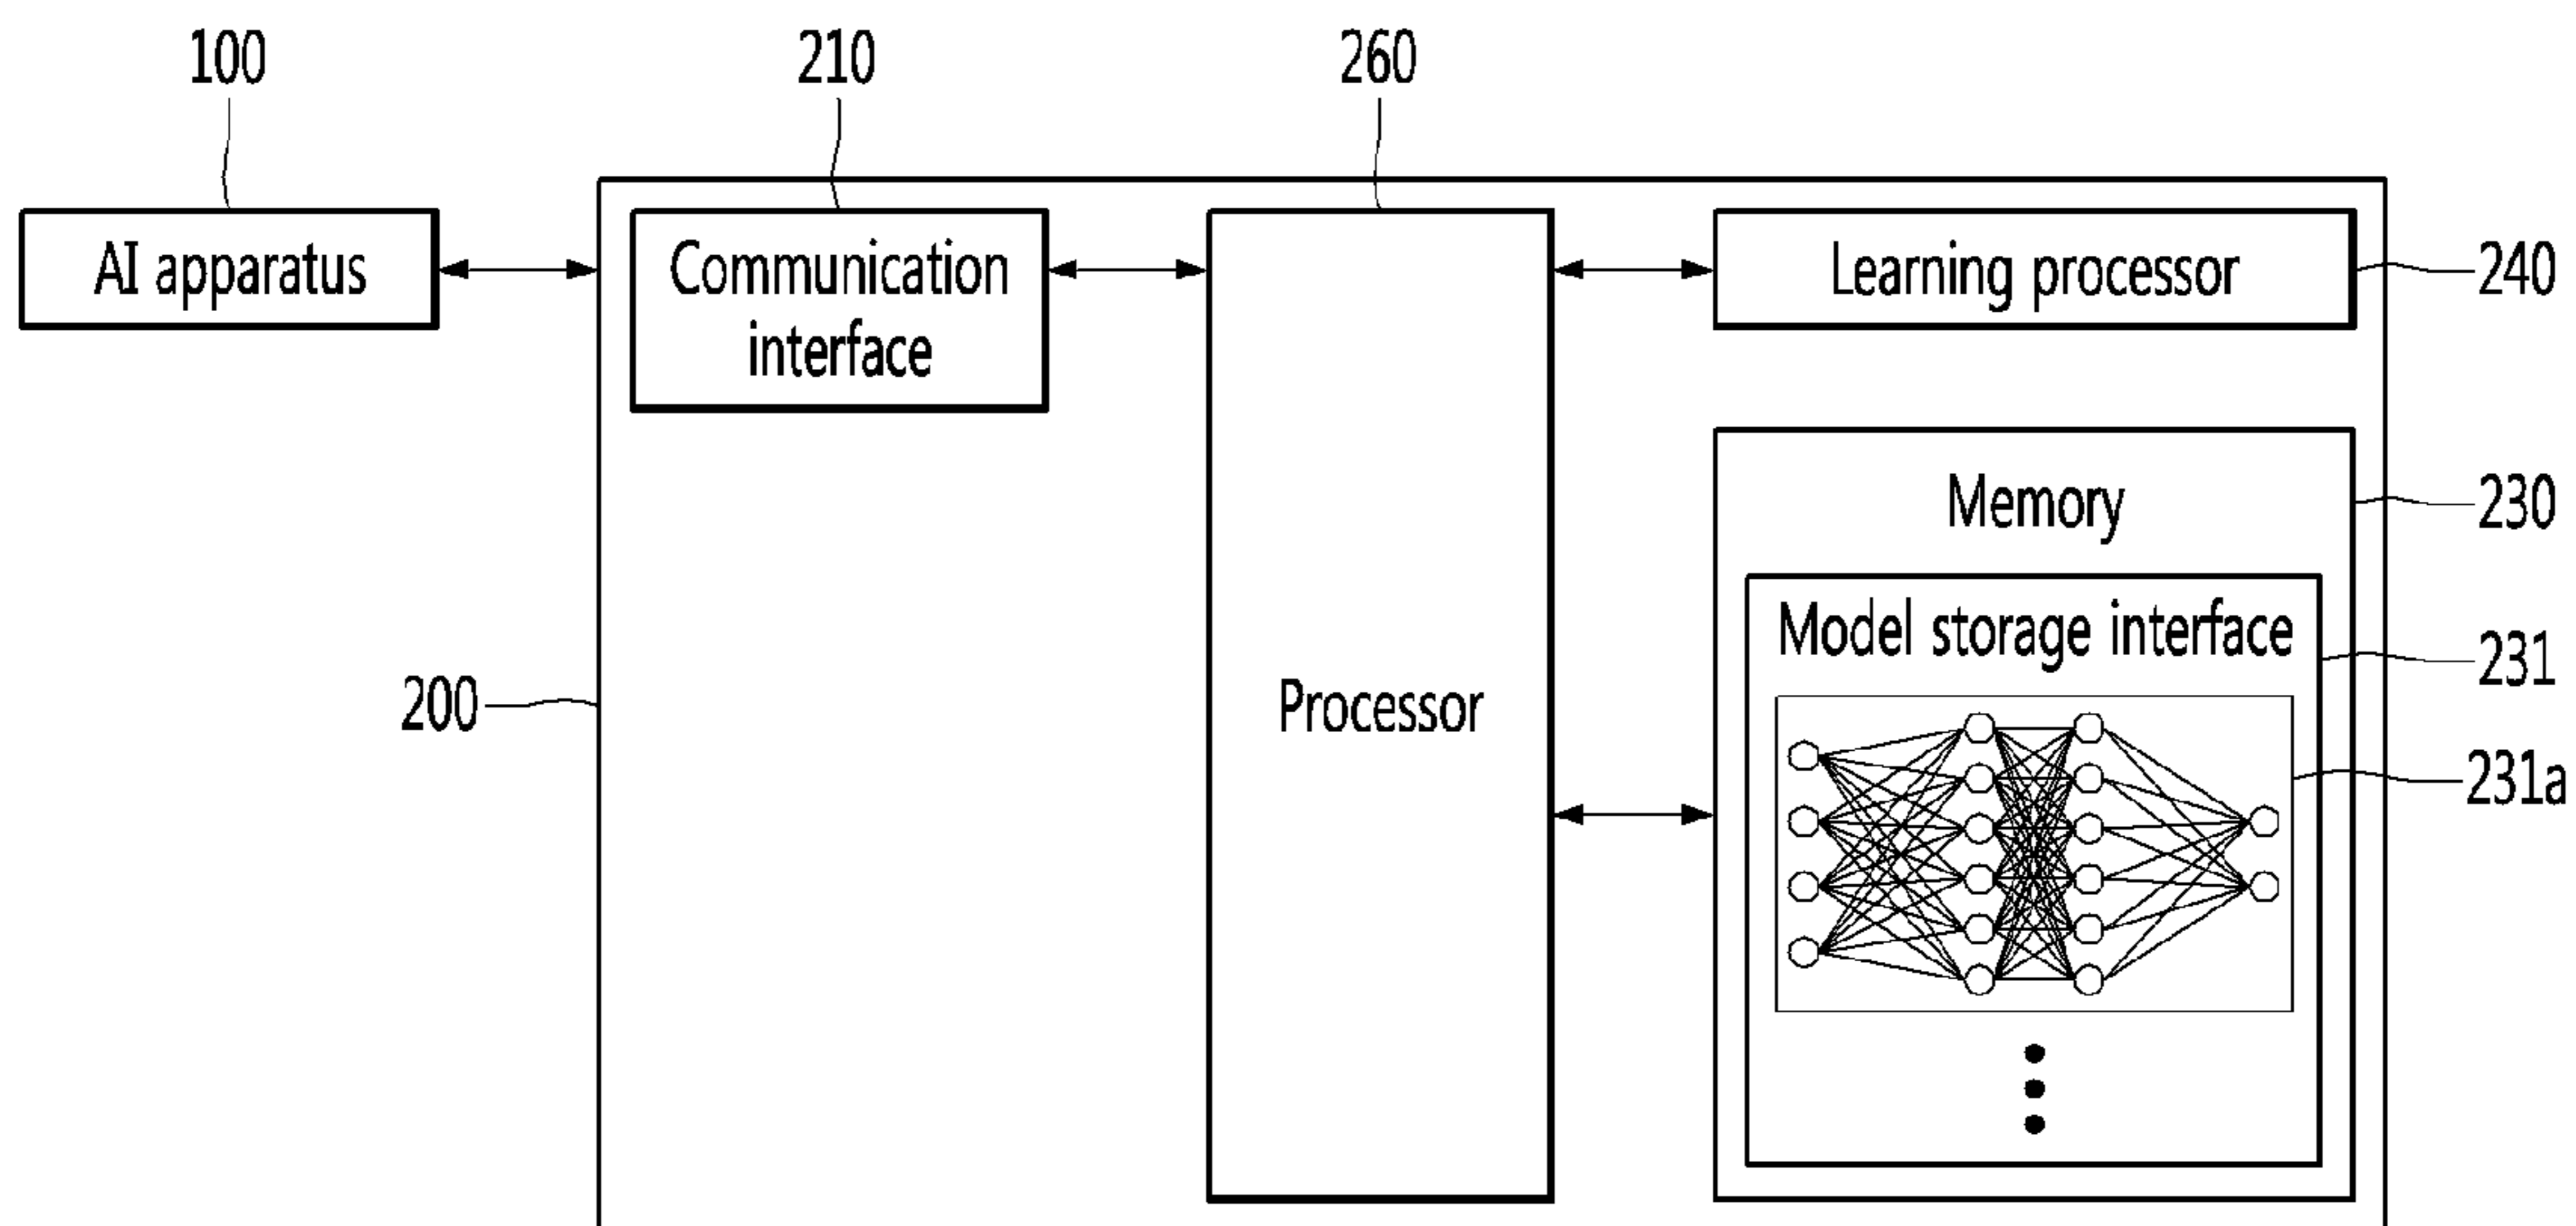 100
210
260
AI apparatus
Communication
interface
Learning processor
240
Memory
230
Model storage interface
231
200
Processor
231a